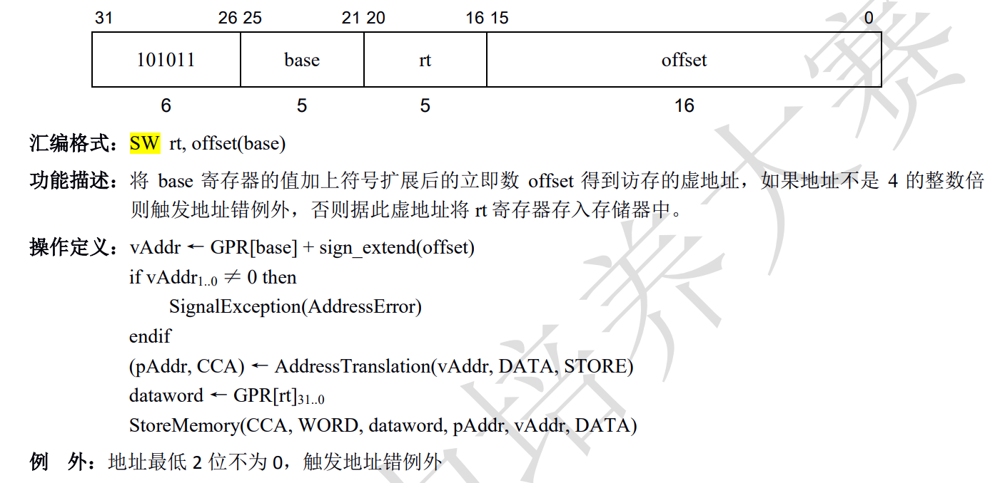 31 26 25 21 20 16 15 0
101011 base rt offset
6 5 5 16
汇编格式：SW rt, offset(base)
功能描述：将 base 寄存器的值加上符号扩展后的立即数 offset 得到访存的虚地址，如果地址不是 4 的整数倍
则触发地址错例外，否则据此虚地址将 rt 寄存器存入存储器中。
操作定义：vAddr ← GPR[base] + sign_extend(offset)
if vAddr1..0 ≠ 0 then
SignalException(AddressError)
endif
(pAddr, CCA) ← AddressTranslation(vAddr, DATA, STORE)
dataword ← GPR[rt]31..0
StoreMemory(CCA, WORD, dataword, pAddr, vAddr, DATA)
例 外：地址最低 2 位不为 0，触发地址错例外
培养大赛